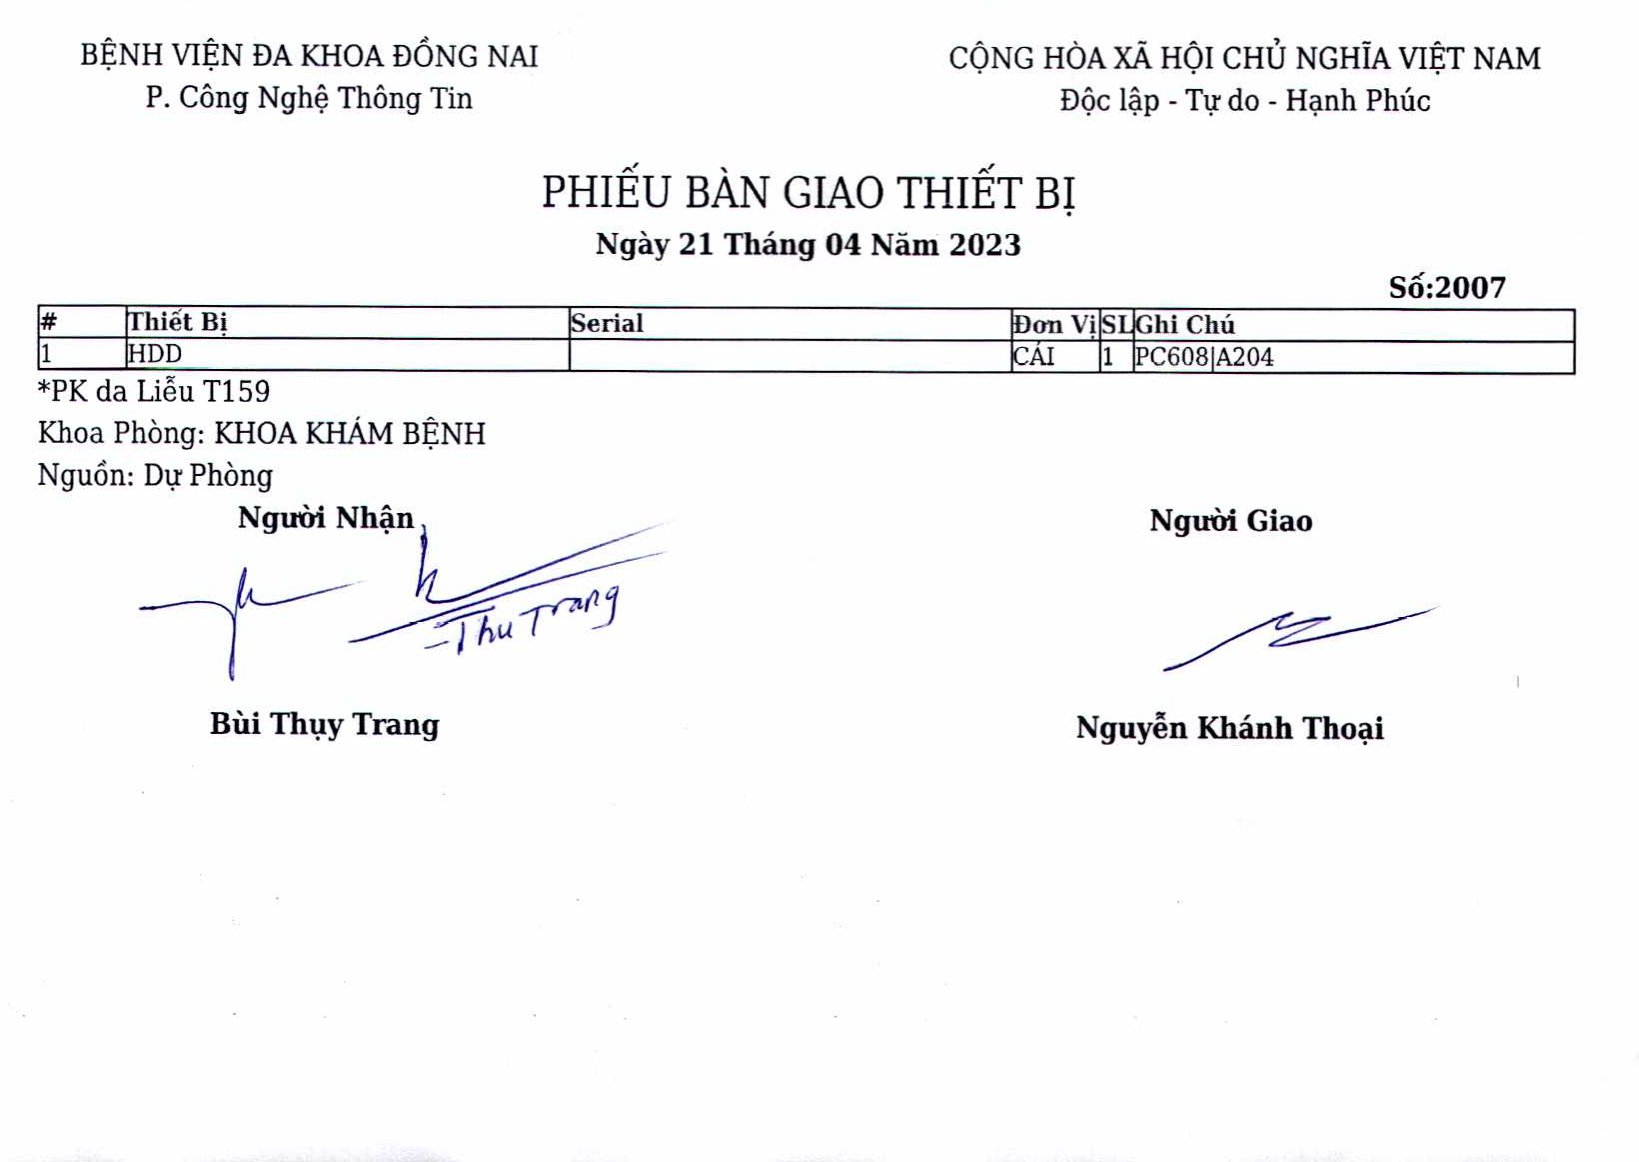 BỆNH VIỆN ĐA KHOA ĐỒNG NAI
P. Công Nghệ Thông Tin
CỘNG HÒA XÃ HỘI CHỦ NGHĨA VIỆT NAM
Độc lập - Tự do - Hạnh Phúc
PHIẾU BÀN GIAO THIẾT BỊ
Ngày 21 Tháng 04 Năm 2023
Số:2007
# Thiết Bị Serial Đơn Vị SL Ghi Chú
1 HDD CÁI 1 PC608|A204
*PK da Liễu T159
Khoa Phòng: KHOA KHÁM BỆNH
Nguồn: Dự Phòng
Người Nhận Người Giao
Thu Trang
Bùi Thụy Trang Nguyễn Khánh Thoại